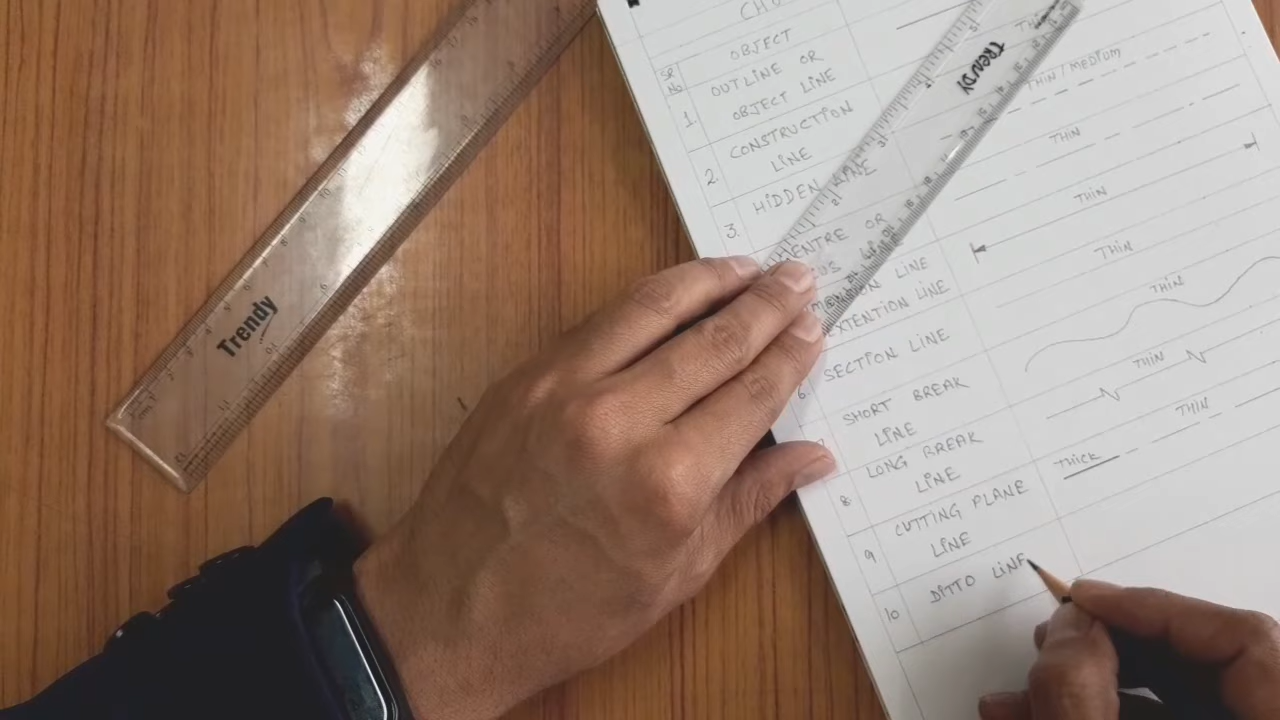 CHO
SR
No
OBJECT
OUTLINE OR
OBJECT LINE
THIN / MEDIUM
1
CONSTRUCTION
LINE
THIN
2
HIDDEN LINE
THIN
3.
CENTRE OR
THIN
LINE
EXTENTION LINE
THIN
6.
SECTION LINE
THIN
SHORT BREAK
LINE
THIN
8
LONG BREAK
LINE
THICK
9
CUTTING PLANE
LINE
10
DITTO LINE
Trendy
Trendy